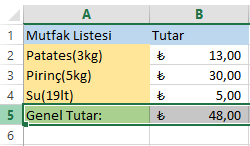 A B
1 Mutfak Listesi Tutar
2 Patates(3kg) ₺ 13,00
3 Pirinç(5kg) ₺ 30,00
4 Su(19lt) ₺ 5,00
5 Genel Tutar: ₺ 48,00
6